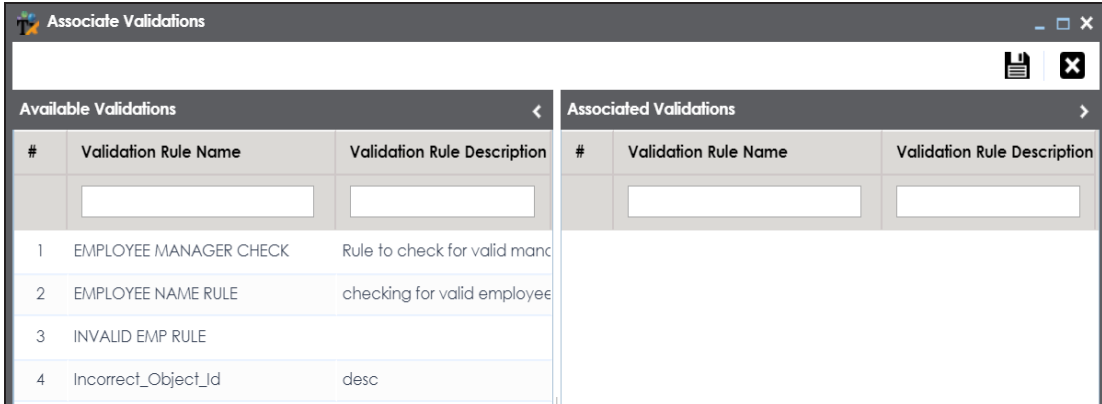 Associate Validations
Available Validations
Associated Validations
# Validation Rule Name Validation Rule Description
# Validation Rule Name Validation Rule Description
1 EMPLOYEE MANAGER CHECK Rule to check for valid mana
2 EMPLOYEE NAME RULE checking for valid employee
3 INVALID EMP RULE
4 Incorrect_Object_Id desc